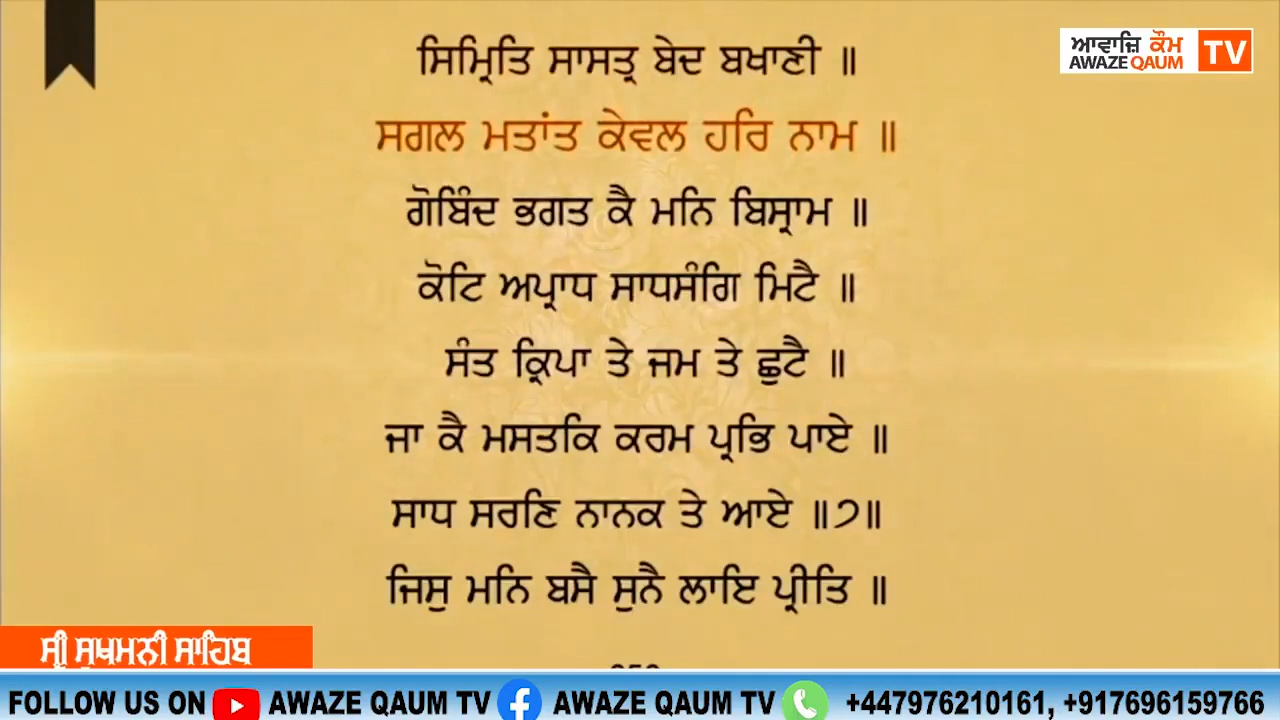 ਆਵਾਜ਼ਿ ਕੌਮ
AWAZE QAUM
TV
ਸਿਮ੍ਰਿਤਿ ਸਾਸਤ੍ਰ ਬੇਦ ਬਖਾਣੀ ॥
ਸਗਲ ਮਤਾਂਤ ਕੇਵਲ ਹਰਿ ਨਾਮ ॥
ਗੋਬਿੰਦ ਭਗਤ ਕੈ ਮਨਿ ਬਿਸ੍ਰਾਮ ॥
ਕੋਟਿ ਅਪ੍ਰਾਧ ਸਾਧਸੰਗਿ ਮਿਟੈ ॥
ਸੰਤ ਕ੍ਰਿਪਾ ਤੇ ਜਮ ਤੇ ਛੁਟੈ ॥
ਜਾ ਕੈ ਮਸਤਕਿ ਕਰਮ ਪ੍ਰਭਿ ਪਾਏ ॥
ਸਾਧ ਸਰਣਿ ਨਾਨਕ ਤੇ ਆਏ ॥੭॥
ਜਿਸੁ ਮਨਿ ਬਸੈ ਸੁਨੈ ਲਾਇ ਪ੍ਰੀਤਿ ॥
ਸ੍ਰੀ ਸੁਖਮਨੀ ਸਾਹਿਬ
FOLLOW US ON AWAZE QAUM TV AWAZE QAUM TV +447976210161, +917696159766